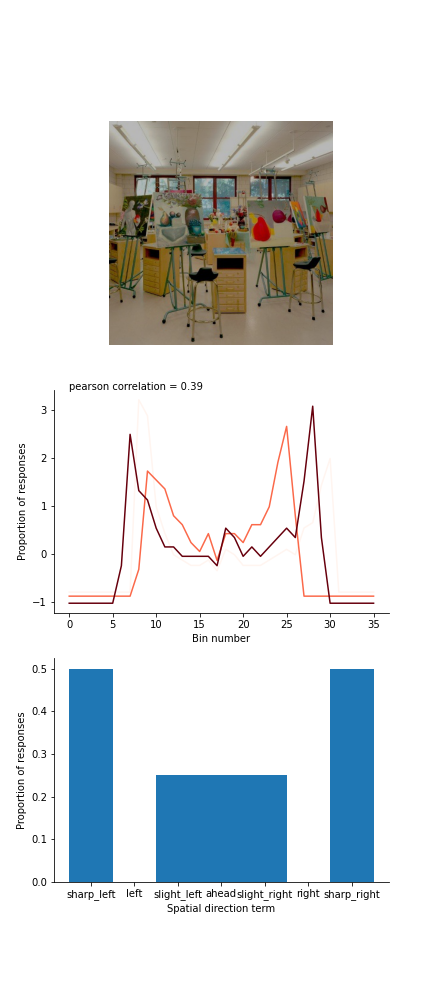 pearson correlation = 0.39
3
2
1
0
−1
Proportion of responses
0 5 10 15 20 25 30 35
Bin number
0.5
0.4
0.3
0.2
0.1
0.0
Proportion of responses
sharp_left left slight_left ahead slight_right right sharp_right
Spatial direction term